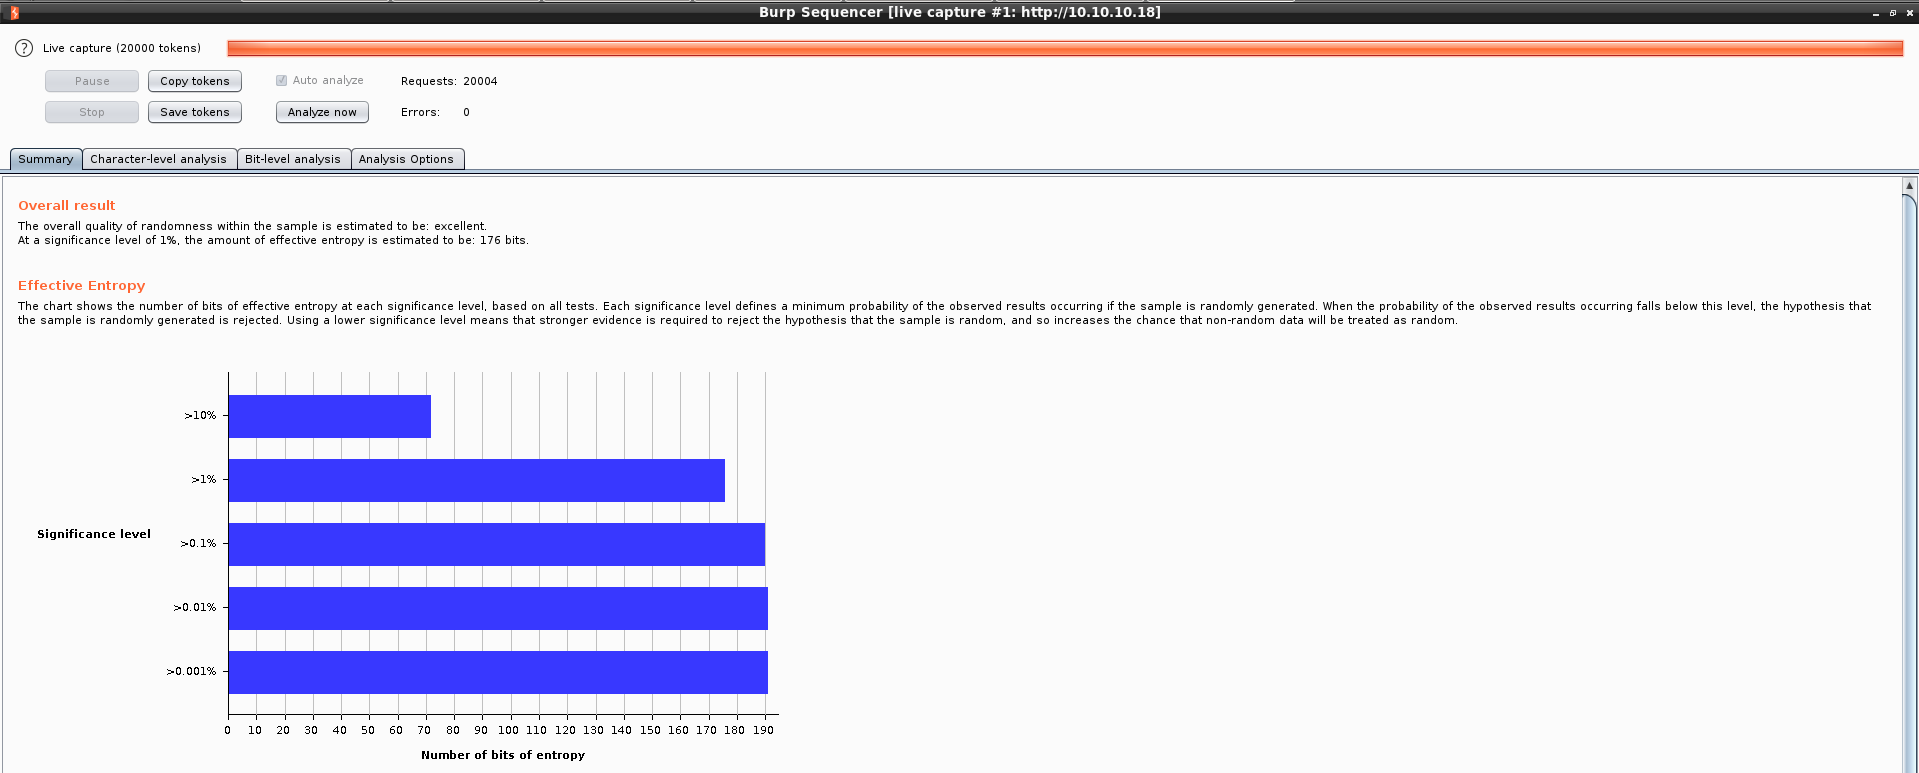 Burp Sequencer [live capture #1: http://10.10.10.18]
? Live capture (20000 tokens)
Pause Copy tokens Auto analyze Requests: 20004
Stop Save tokens Analyze now Errors: 0
Summary Character-level analysis Bit-level analysis Analysis Options
Overall result
The overall quality of randomness within the sample is estimated to be: excellent.
At a significance level of 1%, the amount of effective entropy is estimated to be: 176 bits.
Effective Entropy
The chart shows the number of bits of effective entropy at each significance level, based on all tests. Each significance level defines a minimum probability of the observed results occurring if the sample is randomly generated. When the probability of the observed results occurring falls below this level, the hypothesis that
the sample is randomly generated is rejected. Using a lower significance level means that stronger evidence is required to reject the hypothesis that the sample is random, and so increases the chance that non-random data will be treated as random.
>10%
>1%
Significance level
>0.1%
>0.01%
>0.001%
0 10 20 30 40 50 60 70 80 90 100 110 120 130 140 150 160 170 180 190
Number of bits of entropy